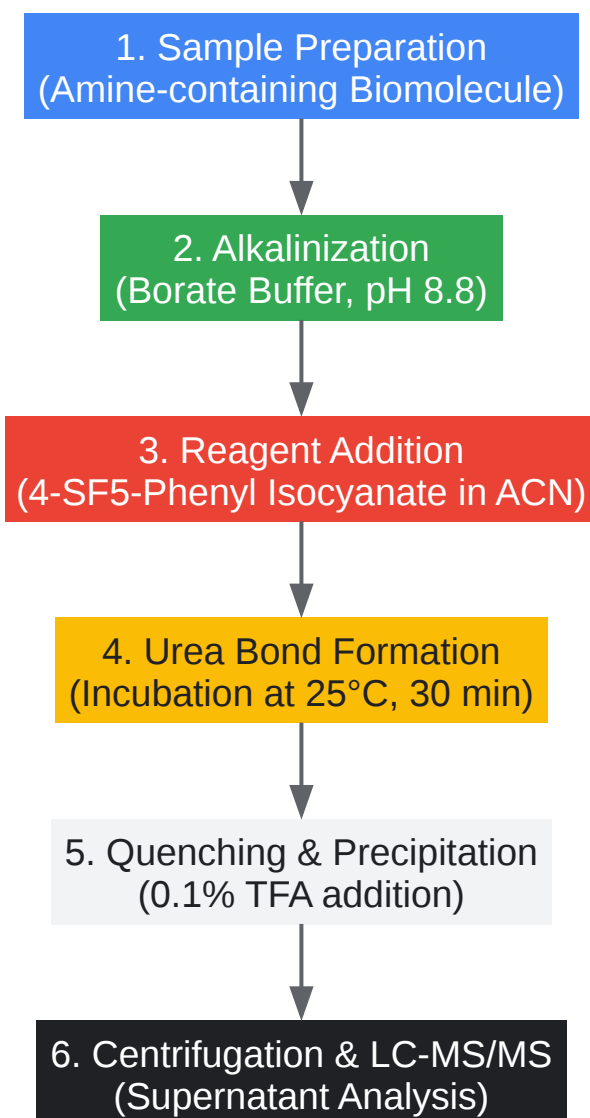 1. Sample Preparation
(Amine-containing Biomolecule)
2. Alkalinization
(Borate Buffer, pH 8.8)
3. Reagent Addition
(4-SF5-Phenyl Isocyanate in ACN)
4. Urea Bond Formation
(Incubation at 25°C, 30 min)
5. Quenching & Precipitation
(0.1% TFA addition)
6. Centrifugation & LC-MS/MS
(Supernatant Analysis)